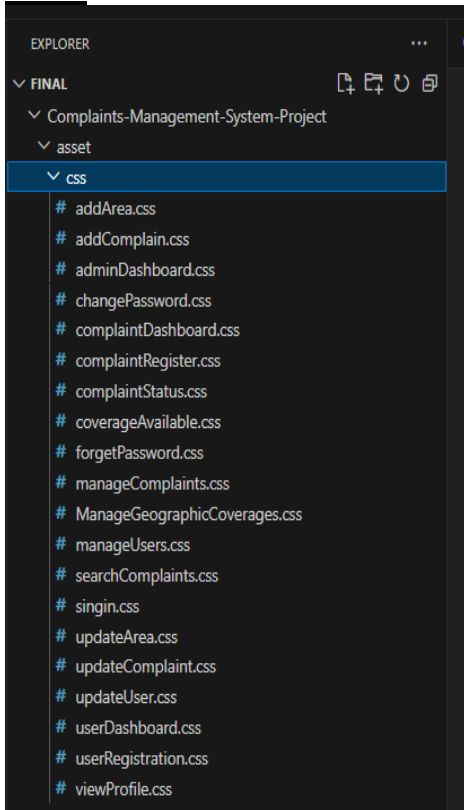 EXPLORER
FINAL
Complaints-Management-System-Project
asset
css
# addArea.css
# addComplain.css
# adminDashboard.css
# changePassword.css
# complaintDashboard.css
# complaintRegister.css
# complaintStatus.css
# coverageAvailable.css
# forgetPassword.css
# manageComplaints.css
# ManageGeographicCoverages.css
# manageUsers.css
# searchComplaints.css
# singin.css
# updateArea.css
# updateComplaint.css
# updateUser.css
# userDashboard.css
# userRegistration.css
# viewProfile.css